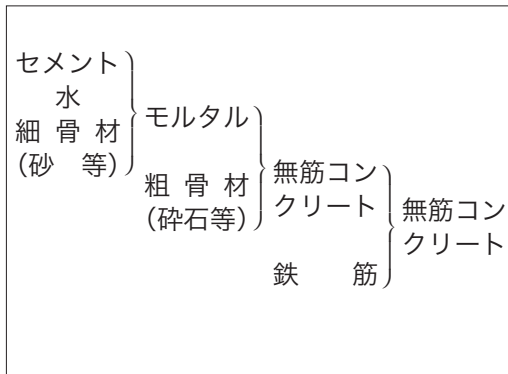 セメント
水
細骨材
(砂 等)
モルタル
粗骨材
(砕石等)
無筋コン
クリート
鉄 筋
無筋コン
クリート